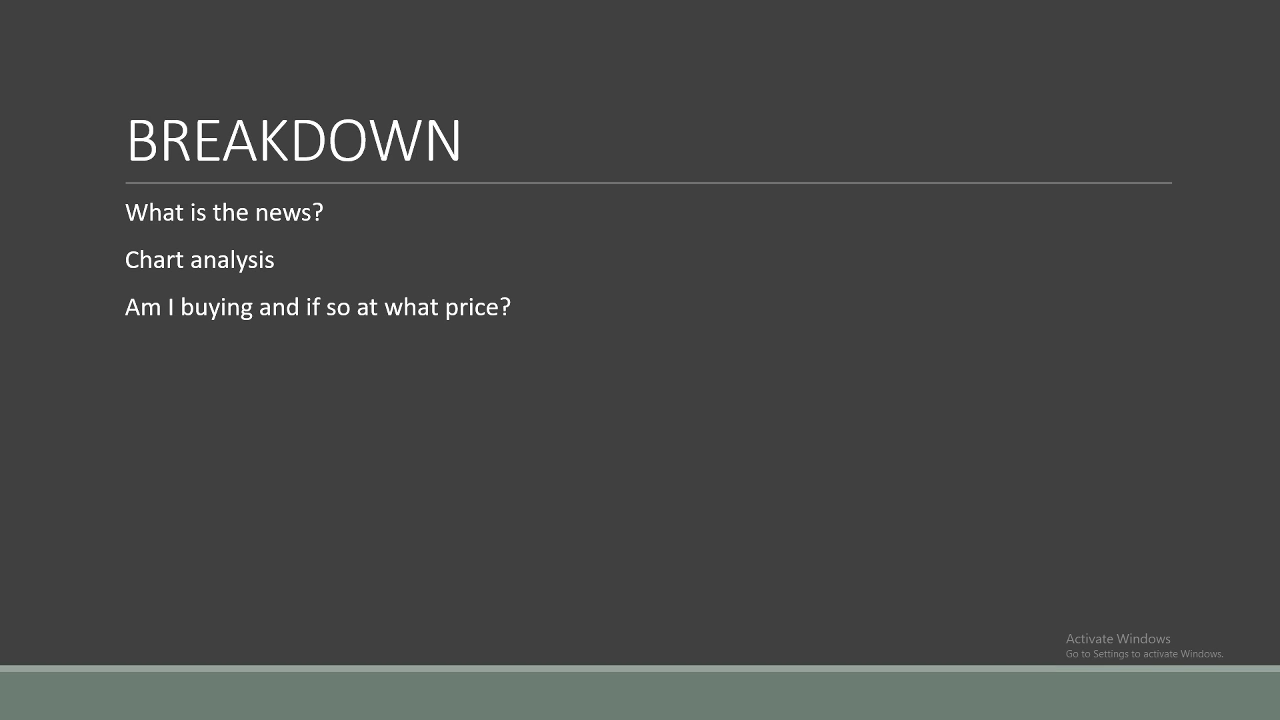 BREAKDOWN
What is the news?
Chart analysis
Am I buying and if so at what price?
Activate Windows
Go to Settings to activate Windows.